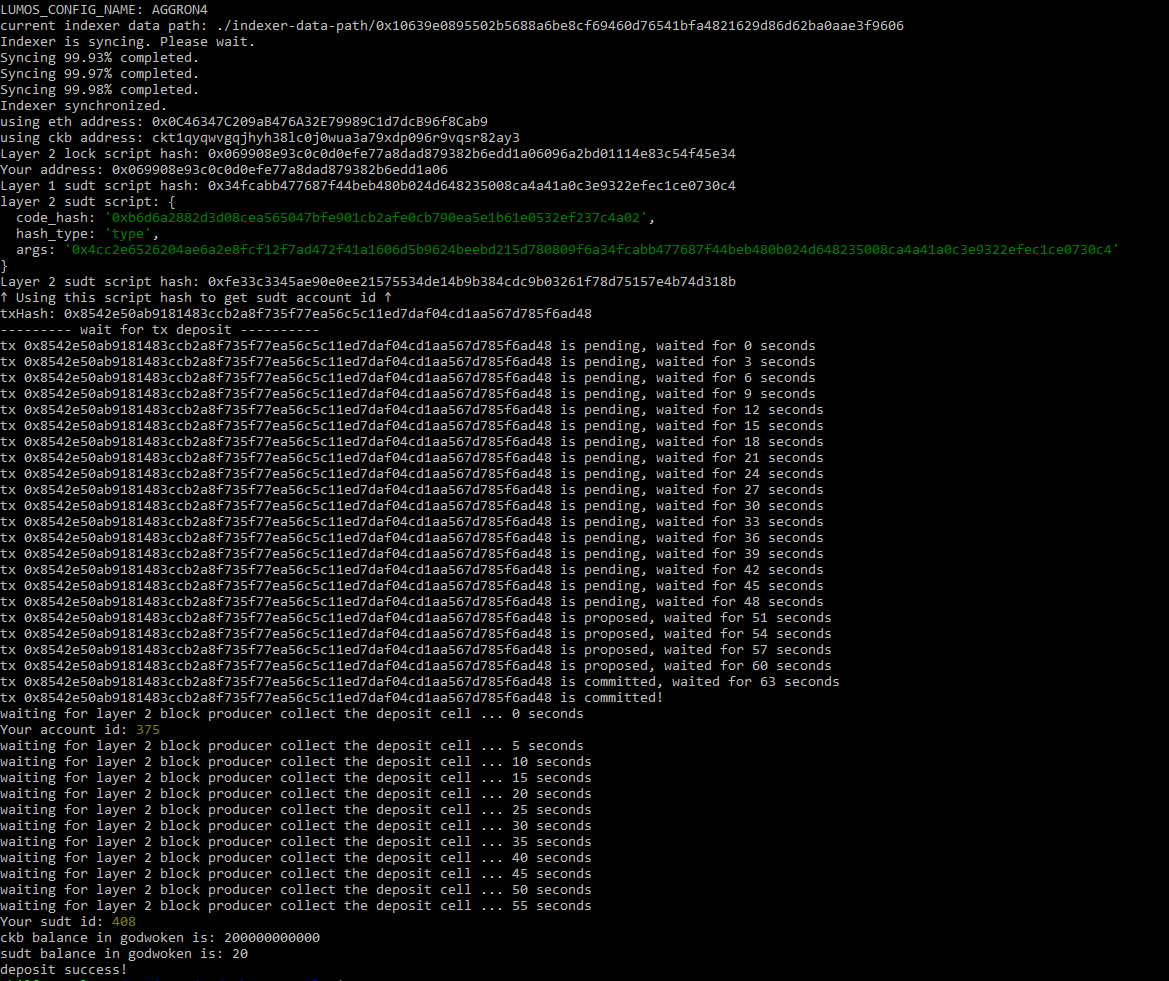 LUMOS_CONFIG_NAME: AGGRON4
current indexer data path: ./indexer-data-path/0x10639e0895502b5688a6be8cf69460d76541bfa4821629d86d62ba0aae3f9606
Indexer is syncing. Please wait.
Syncing 99.93% completed.
Syncing 99.97% completed.
Syncing 99.98% completed.
Indexer synchronized.
using eth address: 0x0C46347C209aB476A32E79989C1d7dcB96f8Cab9
using ckb address: ckt1qyqwvgqjhyh38lc0j0wua3a79xdp096r9vqsr82ay3
Layer 2 lock script hash: 0x069908e93c0c0d0efe77a8dad879382b6edd1a06096a2bd01114e83c54f45e34
Your address: 0x069908e93c0c0d0efe77a8dad879382b6edd1a06
Layer 1 sudt script hash: 0x34fcabb477687f44beb480b024d648235008ca4a41a0c3e9322efec1ce0730c4
layer 2 sudt script: {
  code_hash: '0xb6d6a2882d3d08cea565047bfe901cb2afe0cb790ea5e1b61e0532ef237c4a02',
  hash_type: 'type',
  args: '0x4cc2e6526204ae6a2e8fcf12f7ad472f41a1606d5b9624beebd215d780809f6a34fcabb477687f44beb480b024d648235008ca4a41a0c3e9322efec1ce0730c4'
}
Layer 2 sudt script hash: 0xfe33c3345ae90e0ee21575534de14b9b384cdc9b03261f78d75157e4b74d318b
↑ Using this script hash to get sudt account id ↑
txHash: 0x8542e50ab9181483ccb2a8f735f77ea56c5c11ed7daf04cd1aa567d785f6ad48
--------- wait for tx deposit ----------
tx 0x8542e50ab9181483ccb2a8f735f77ea56c5c11ed7daf04cd1aa567d785f6ad48 is pending, waited for 0 seconds
tx 0x8542e50ab9181483ccb2a8f735f77ea56c5c11ed7daf04cd1aa567d785f6ad48 is pending, waited for 3 seconds
tx 0x8542e50ab9181483ccb2a8f735f77ea56c5c11ed7daf04cd1aa567d785f6ad48 is pending, waited for 6 seconds
tx 0x8542e50ab9181483ccb2a8f735f77ea56c5c11ed7daf04cd1aa567d785f6ad48 is pending, waited for 9 seconds
tx 0x8542e50ab9181483ccb2a8f735f77ea56c5c11ed7daf04cd1aa567d785f6ad48 is pending, waited for 12 seconds
tx 0x8542e50ab9181483ccb2a8f735f77ea56c5c11ed7daf04cd1aa567d785f6ad48 is pending, waited for 15 seconds
tx 0x8542e50ab9181483ccb2a8f735f77ea56c5c11ed7daf04cd1aa567d785f6ad48 is pending, waited for 18 seconds
tx 0x8542e50ab9181483ccb2a8f735f77ea56c5c11ed7daf04cd1aa567d785f6ad48 is pending, waited for 21 seconds
tx 0x8542e50ab9181483ccb2a8f735f77ea56c5c11ed7daf04cd1aa567d785f6ad48 is pending, waited for 24 seconds
tx 0x8542e50ab9181483ccb2a8f735f77ea56c5c11ed7daf04cd1aa567d785f6ad48 is pending, waited for 27 seconds
tx 0x8542e50ab9181483ccb2a8f735f77ea56c5c11ed7daf04cd1aa567d785f6ad48 is pending, waited for 30 seconds
tx 0x8542e50ab9181483ccb2a8f735f77ea56c5c11ed7daf04cd1aa567d785f6ad48 is pending, waited for 33 seconds
tx 0x8542e50ab9181483ccb2a8f735f77ea56c5c11ed7daf04cd1aa567d785f6ad48 is pending, waited for 36 seconds
tx 0x8542e50ab9181483ccb2a8f735f77ea56c5c11ed7daf04cd1aa567d785f6ad48 is pending, waited for 39 seconds
tx 0x8542e50ab9181483ccb2a8f735f77ea56c5c11ed7daf04cd1aa567d785f6ad48 is pending, waited for 42 seconds
tx 0x8542e50ab9181483ccb2a8f735f77ea56c5c11ed7daf04cd1aa567d785f6ad48 is pending, waited for 45 seconds
tx 0x8542e50ab9181483ccb2a8f735f77ea56c5c11ed7daf04cd1aa567d785f6ad48 is pending, waited for 48 seconds
tx 0x8542e50ab9181483ccb2a8f735f77ea56c5c11ed7daf04cd1aa567d785f6ad48 is proposed, waited for 51 seconds
tx 0x8542e50ab9181483ccb2a8f735f77ea56c5c11ed7daf04cd1aa567d785f6ad48 is proposed, waited for 54 seconds
tx 0x8542e50ab9181483ccb2a8f735f77ea56c5c11ed7daf04cd1aa567d785f6ad48 is proposed, waited for 57 seconds
tx 0x8542e50ab9181483ccb2a8f735f77ea56c5c11ed7daf04cd1aa567d785f6ad48 is proposed, waited for 60 seconds
tx 0x8542e50ab9181483ccb2a8f735f77ea56c5c11ed7daf04cd1aa567d785f6ad48 is committed, waited for 63 seconds
tx 0x8542e50ab9181483ccb2a8f735f77ea56c5c11ed7daf04cd1aa567d785f6ad48 is committed!
waiting for layer 2 block producer collect the deposit cell ... 0 seconds
Your account id: 375
waiting for layer 2 block producer collect the deposit cell ... 5 seconds
waiting for layer 2 block producer collect the deposit cell ... 10 seconds
waiting for layer 2 block producer collect the deposit cell ... 15 seconds
waiting for layer 2 block producer collect the deposit cell ... 20 seconds
waiting for layer 2 block producer collect the deposit cell ... 25 seconds
waiting for layer 2 block producer collect the deposit cell ... 30 seconds
waiting for layer 2 block producer collect the deposit cell ... 35 seconds
waiting for layer 2 block producer collect the deposit cell ... 40 seconds
waiting for layer 2 block producer collect the deposit cell ... 45 seconds
waiting for layer 2 block producer collect the deposit cell ... 50 seconds
waiting for layer 2 block producer collect the deposit cell ... 55 seconds
Your sudt id: 408
ckb balance in godwoken is: 200000000000
sudt balance in godwoken is: 20
deposit success!